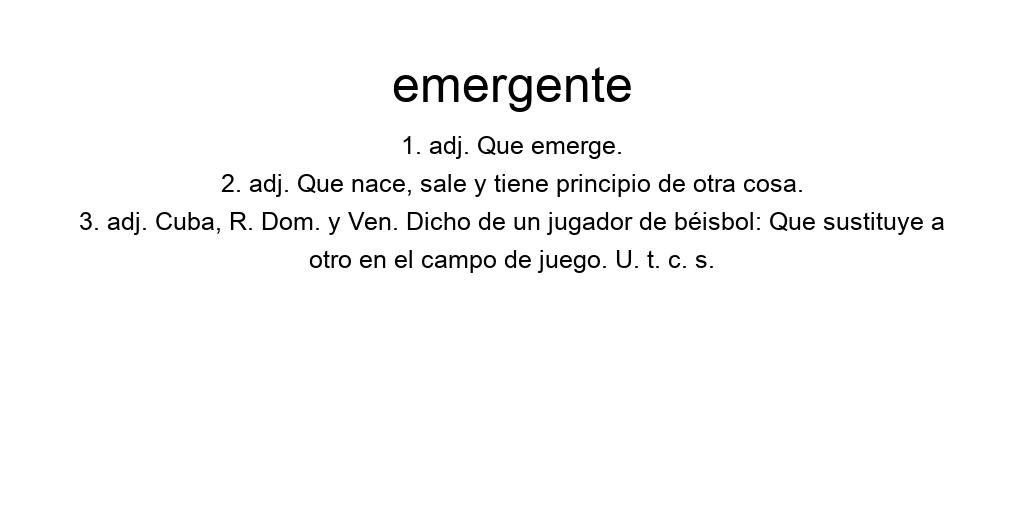 emergente
1. adj. Que emerge.
2. adj. Que nace, sale y tiene principio de otra cosa.
3. adj. Cuba, R. Dom. y Ven. Dicho de un jugador de béisbol: Que sustituye a
otro en el campo de juego. U. t. c. s.